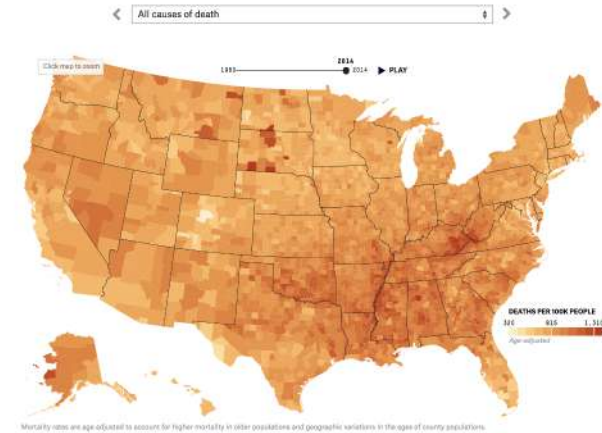 All causes of death
Click map to zoom
2014
2014 PLAY
DEATHS PER 100K PEOPLE
Age-adjusted
Mortality rates are age adjusted to account for higher mortality in older populations and geographic variations in the ages of county populations.